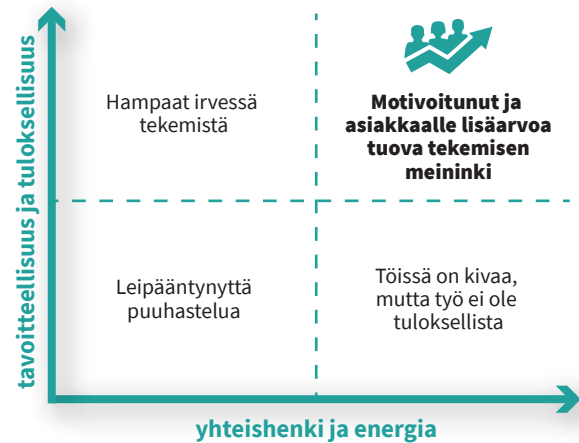 tavoitteellisuus ja tuloksellisuus
Hampaat irvessä
tekemistä
Motivoitunut ja
asiakkaalle lisäarvoa
tuova tekemisen
meininki
Leipääntynyttä
puuhastelua
Töissä on kivaa,
mutta työ ei ole
tuloksellista
yhteishenki ja energia